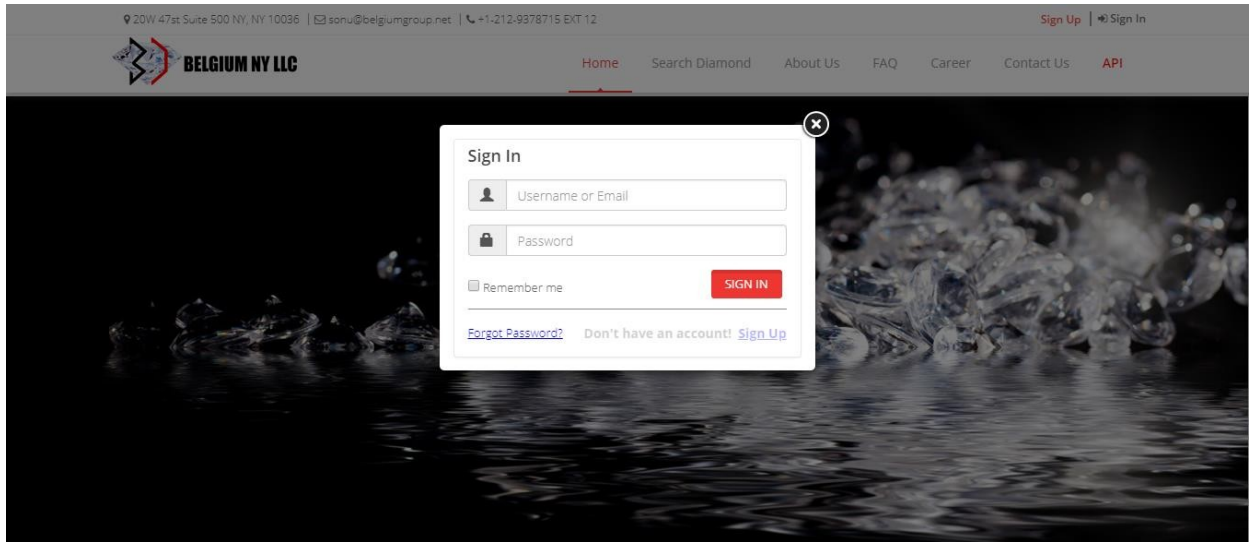 20W 47st Suite 500 NY, NY 10036 | sonu@belgiumgroup.net | +1-212-9378715 EXT 12 Sign Up | Sign In
BELGIUM NY LLC Home Search Diamond About Us FAQ Career Contact Us API
Sign In
Username or Email
Password
Remember me SIGN IN
Forgot Password? Don't have an account! Sign Up